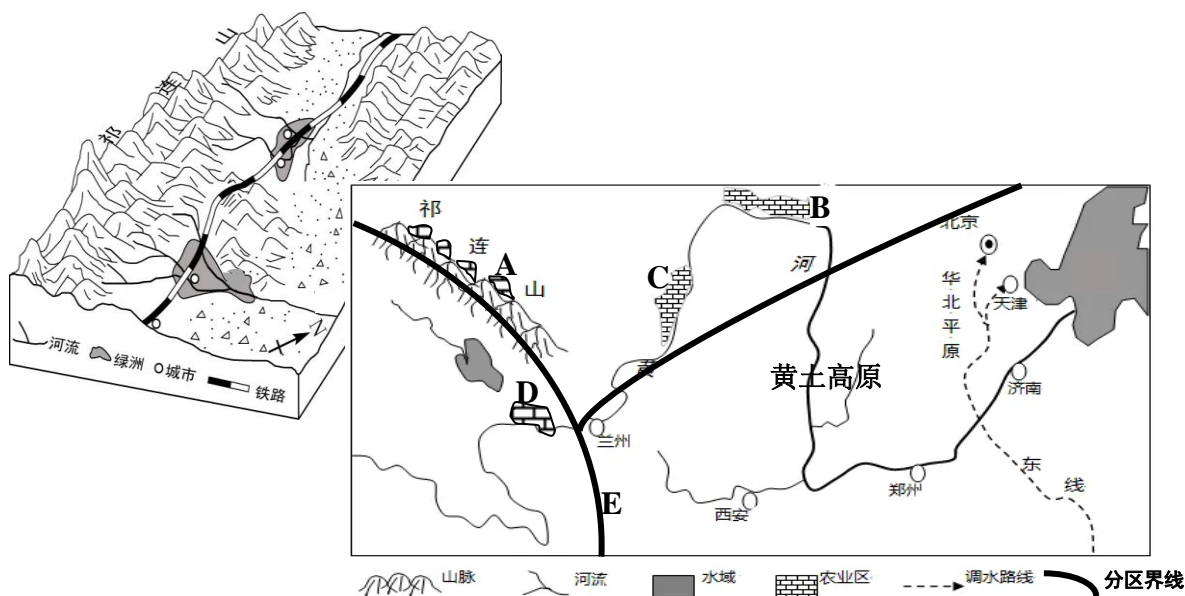 祁
连
山
N
河流
绿洲
城市
铁路
祁
连
A
山
B
C
河
黄
D
E
兰州
黄土高原
西安
郑州
济南
北京
天津
华北平原
东线
山脉
河流
水域
农业区
调水路线
分区界线